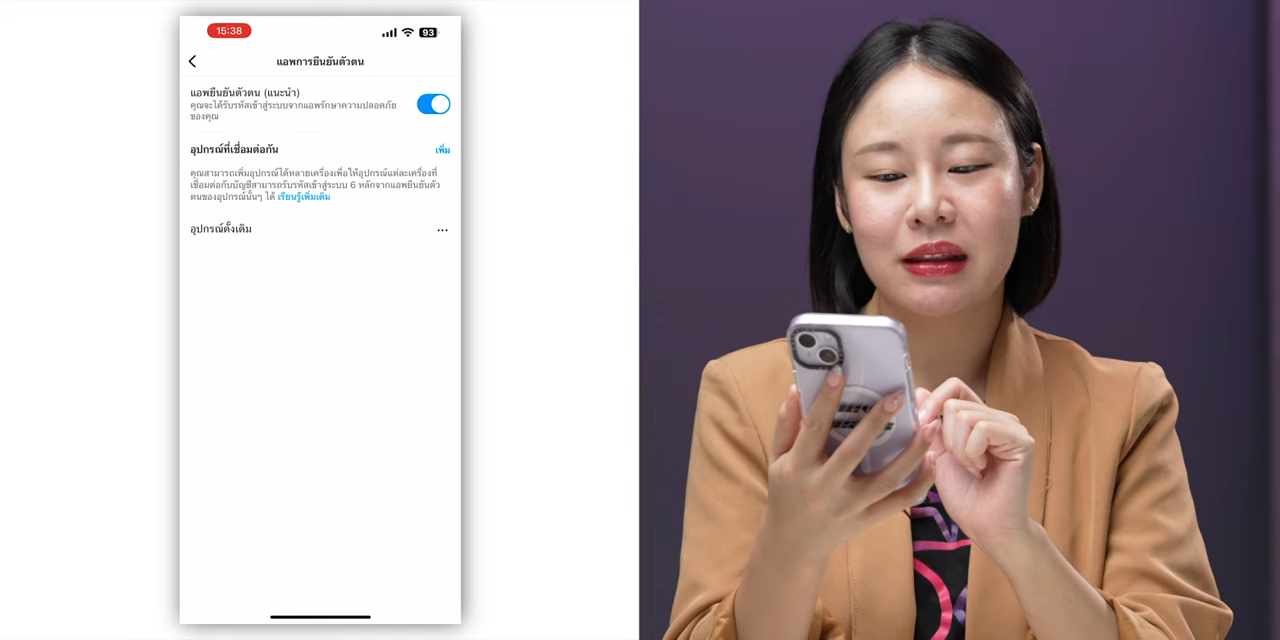 15:38
93
แอพการยืนยันตัวตน
แอพยืนยันตัวตน (แนะนำ)
คุณจะได้รับรหัสเข้าสู่ระบบจากแอพรักษาความปลอดภัย
ของคุณ
อุปกรณ์ที่เชื่อมต่อกัน
เพิ่ม
คุณสามารถเพิ่มอุปกรณ์ได้หลายเครื่องเพื่อให้อุปกรณ์แต่ละเครื่องที่
เชื่อมต่อกับบัญชีสามารถรับรหัสเข้าสู่ระบบ 6 หลักจากแอพยืนยันตัว
ตนของอุปกรณ์นั้นๆ ได้ เรียนรู้เพิ่มเติม
อุปกรณ์ดั้งเดิม